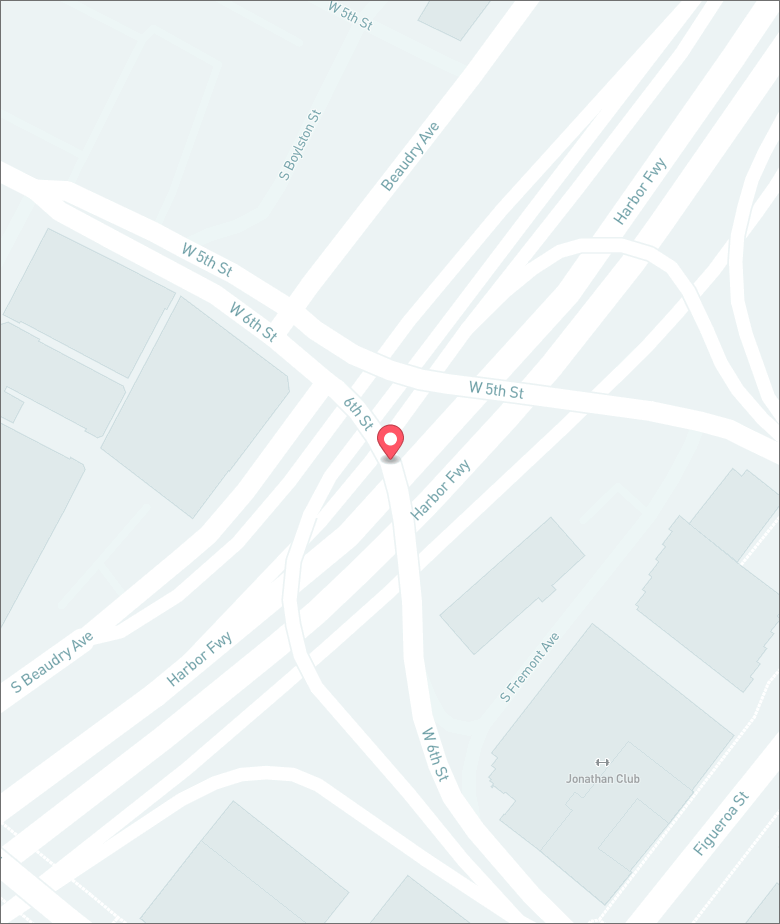 W 5th St
S Boylston St
Beaudry Ave
Harbor Fwy
W 5th St
W 6th St
W 5th St
6th St
Harbor Fwy
S Beaudry Ave
Harbor Fwy
S Fremont Ave
W 6th St
Jonathan Club
Figueroa St